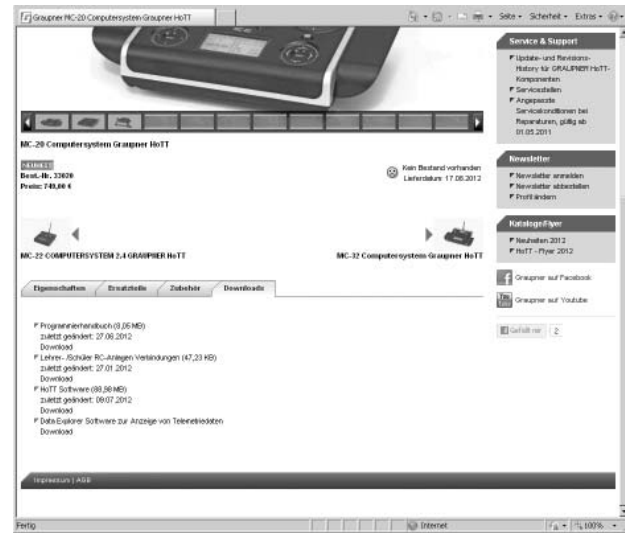 Graupner MC-20 Computersystem Graupner HoTT
Seite
Sicherheit
Extras
MC-20 Computersystem Graupner HoTT
Best.-Nr. 33020
Preis: 749,00 €
Kein Bestand vorhanden
Lieferdatum: 17.08.2012
MC-22 COMPUTERSYSTEM 2.4 GRAUPNER HoTT
MC-32 Computersystem Graupner HoTT
Eigenschaften
Ersatzteile
Zubehör
Downloads
Programmierhandbuch (8,05 MB)
zuletzt geändert: 27.06.2012
Download
Lehrer- /Schüler RC-Anlagen Verbindungen (47,23 KB)
zuletzt geändert: 27.01.2012
Download
HoTT Software (88,98 MB)
zuletzt geändert: 09.07.2012
Download
Data Explorer Software zur Anzeige von Telemetriedaten
Download
Impressum | AGB
Service & Support
Update- und Revisions-
History für GRAUPNER HoTT-
Komponenten
Servicestellen
Angepasste
Servicekonditionen bei
Reparaturen, gültig ab
01.05.2011
Newsletter
Newsletter anmelden
Newsletter abbestellen
Profil ändern
Kataloge/Flyer
Neuheiten 2012
HoTT - Flyer 2012
Graupner auf Facebook
You
Tube
Graupner auf Youtube
Gefällt mir
2
Fertig
Internet
100%